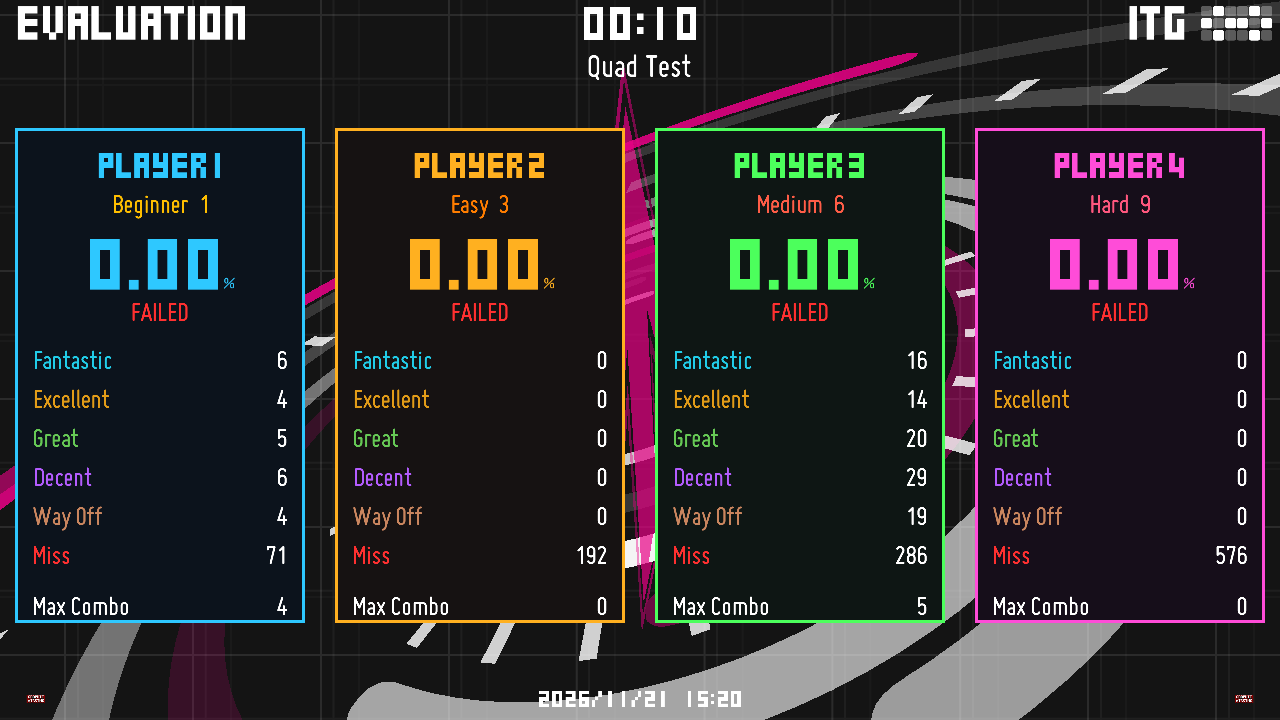 EVALUATION
00:10
ITG
Quad Test
PLAYER 1
Beginner 1
0.00%
FAILED
Fantastic 6
Excellent 4
Great 5
Decent 6
Way Off 4
Miss 71
Max Combo 4
PLAYER 2
Easy 3
0.00%
FAILED
Fantastic 0
Excellent 0
Great 0
Decent 0
Way Off 0
Miss 192
Max Combo 0
PLAYER 3
Medium 6
0.00%
FAILED
Fantastic 16
Excellent 14
Great 20
Decent 29
Way Off 19
Miss 286
Max Combo 5
PLAYER 4
Hard 9
0.00%
FAILED
Fantastic 0
Excellent 0
Great 0
Decent 0
Way Off 0
Miss 576
Max Combo 0
2026/11/21 15:20